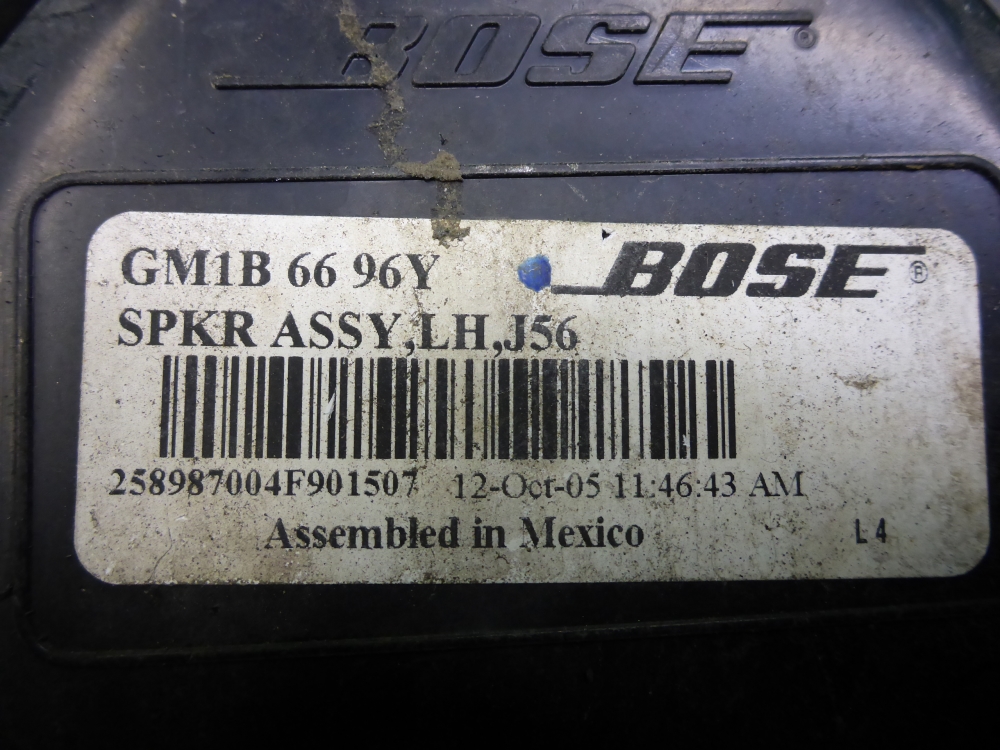 BOSE
GM1B 66 96Y BOSE®
SPKR ASSY,LH,J56
258987004F901507 12-Oct-05 11:46:43 AM
Assembled in Mexico L4